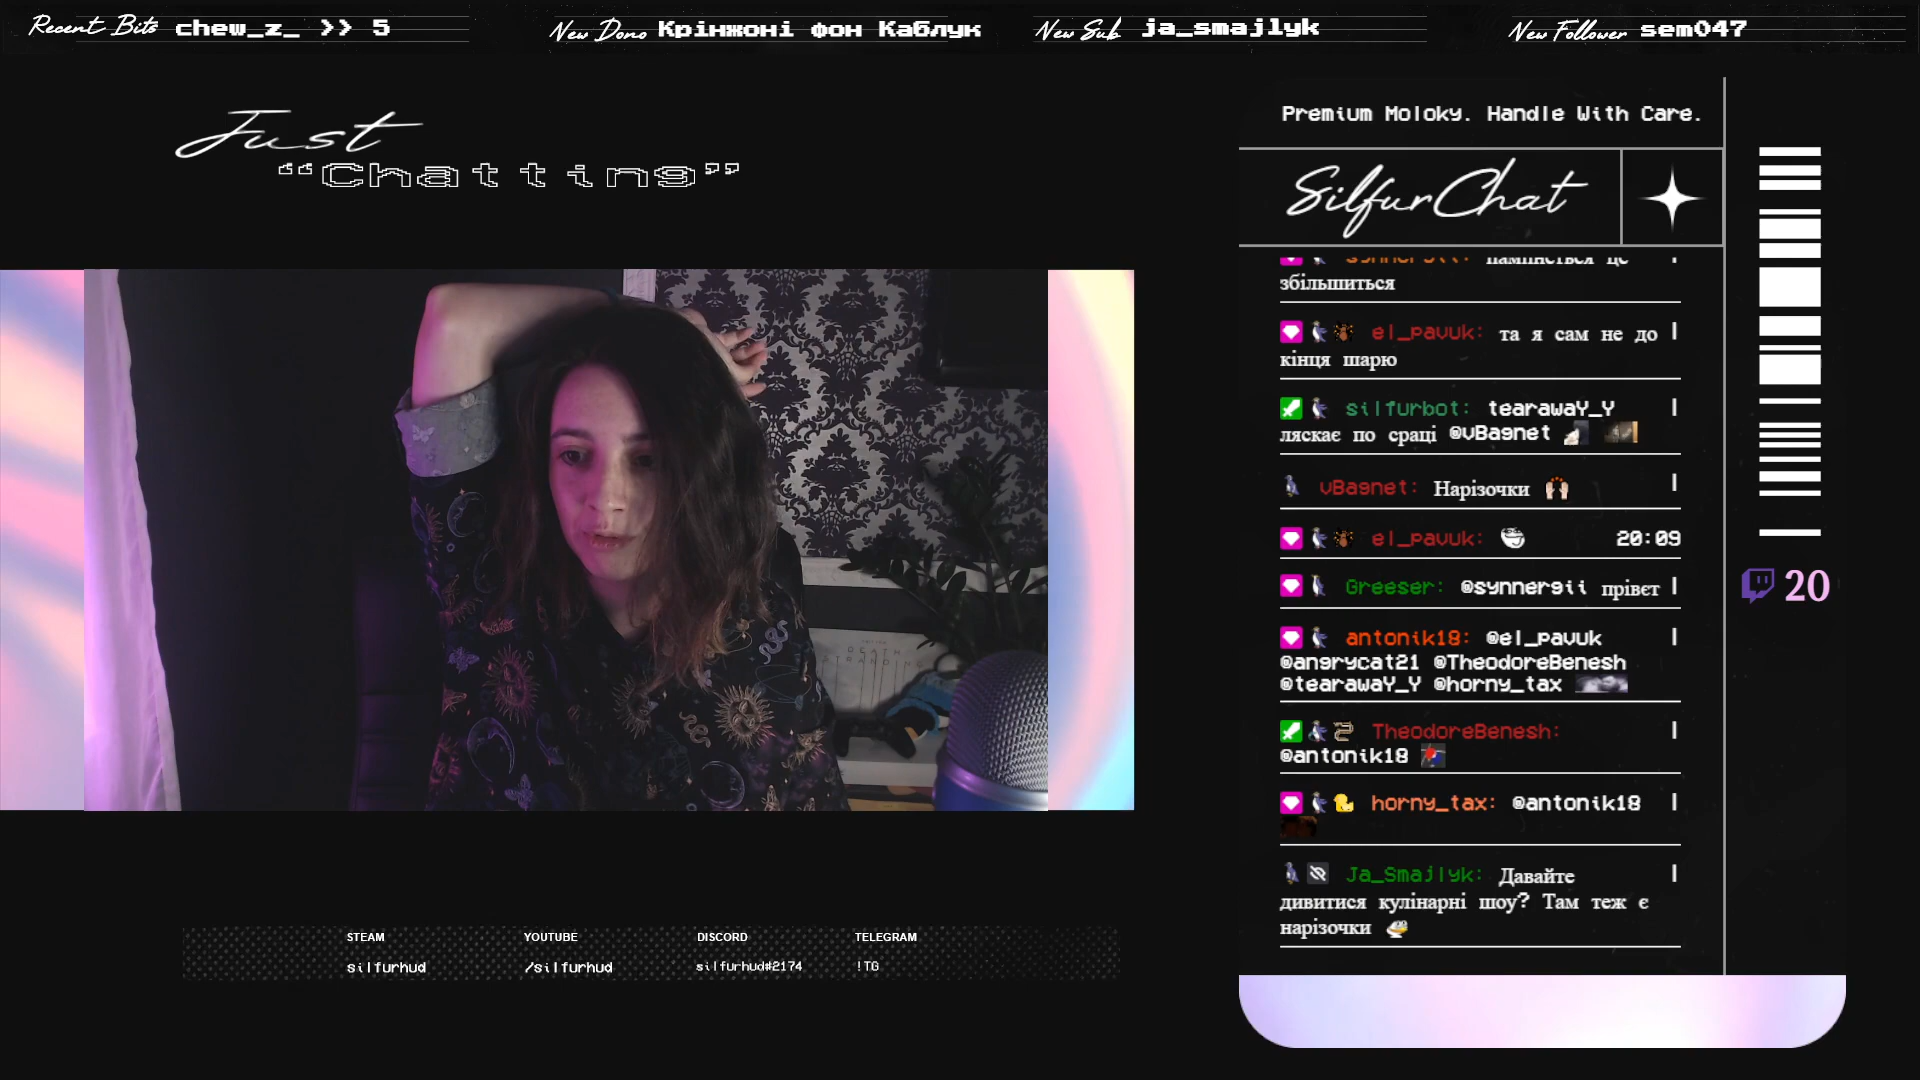 Recent Bits chew_z_ >> 5
New Dono Крінжоні фон Каблук
New Sub ja_smajlyk
New Follower sem047
Just
“Chatting”
Premium Moloky. Handle With Care.
SilfurChat
збільшиться
el_pavuk: та я сам не до
кінця шарю
silfurbot: tearawaY_Y
ляскає по сраці @vBagnet
vBagnet: Нарізочки
el_pavuk: 20:09
Greeser: @synnergii прівєт
antonik18: @el_pavuk
@angrycat21 @TheodoreBenesh
@tearawaY_Y @horny_tax
TheodoreBenesh:
@antonik18
horny_tax: @antonik18
Ja_Smajlyk: Давайте
дивитися кулінарні шоу? Там теж є
нарізочки
20
DEATH
STEAM
silfurhud
YOUTUBE
/silfurhud
DISCORD
silfurhud#2174
TELEGRAM
!TG